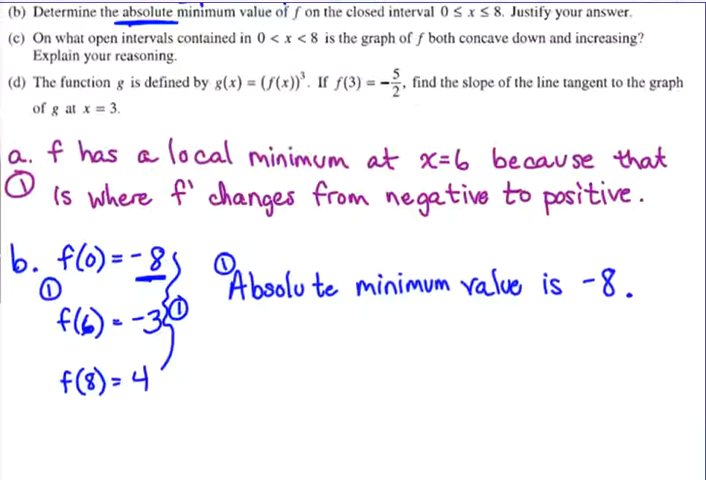 (b) Determine the absolute minimum value of f on the closed interval 0 ≤ x ≤ 8. Justify your answer.
(c) On what open intervals contained in 0 < x < 8 is the graph of f both concave down and increasing?
Explain your reasoning.
(d) The function g is defined by g(x) = (f(x))³. If f(3) = -5/2, find the slope of the line tangent to the graph
of g at x = 3.
a. f has a local minimum at x=6 because that
① is where f' changes from negative to positive.
b. f(0) = -8
① Absolute minimum value is -8.
①
f(6) = -3 ①
f(8) = 4